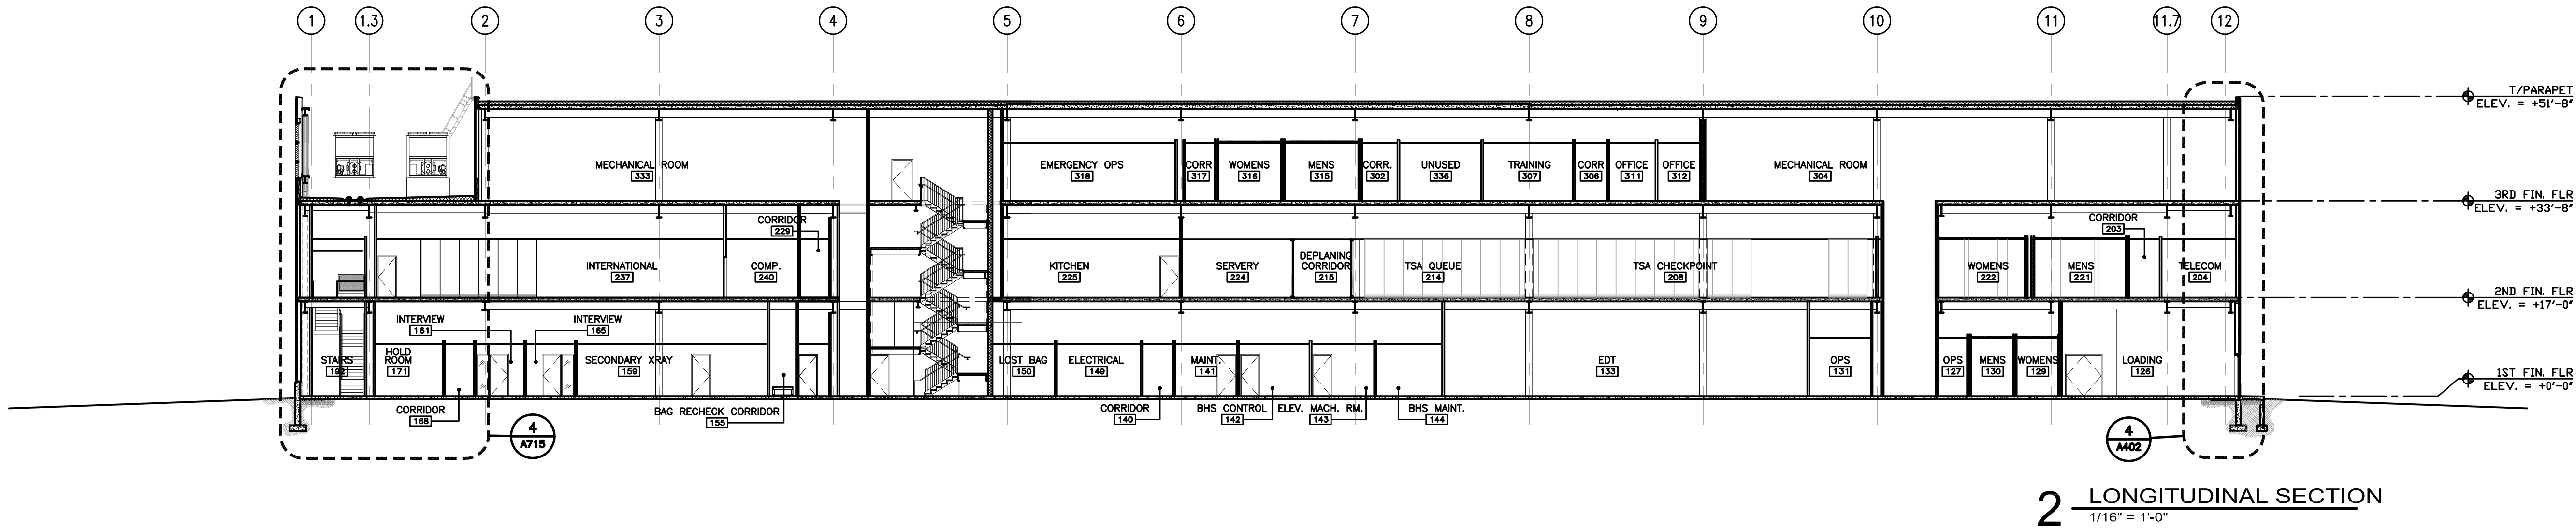 1 1.3 2 3 4 5 6 7 8 9 10 11 11.7 12
T/PARAPET
ELEV. = +51'-8"
MECHANICAL ROOM
333
EMERGENCY OPS
318
CORR
317
WOMENS
316
MENS
315
CORR.
302
UNUSED
336
TRAINING
307
CORR
306
OFFICE
311
OFFICE
312
MECHANICAL ROOM
304
3RD FIN. FLR
ELEV. = +33'-8"
CORRIDOR
229
CORRIDOR
203
INTERNATIONAL
237
COMP.
240
KITCHEN
225
SERVERY
224
DEPLANING
CORRIDOR
215
TSA QUEUE
214
TSA CHECKPOINT
208
WOMENS
222
MENS
221
TELECOM
204
2ND FIN. FLR
ELEV. = +17'-0"
INTERVIEW
161
INTERVIEW
165
STAIRS
192
HOLD
ROOM
171
SECONDARY XRAY
159
LOST BAG
150
ELECTRICAL
149
MAINT.
141
EDT
133
OPS
131
OPS
127
MENS
130
WOMENS
129
LOADING
126
1ST FIN. FLR
ELEV. = +0'-0"
CORRIDOR
168
BAG RECHECK CORRIDOR
155
CORRIDOR
140
BHS CONTROL
142
ELEV. MACH. RM.
143
BHS MAINT.
144
4
A715
4
A402
2 LONGITUDINAL SECTION
1/16" = 1'-0"